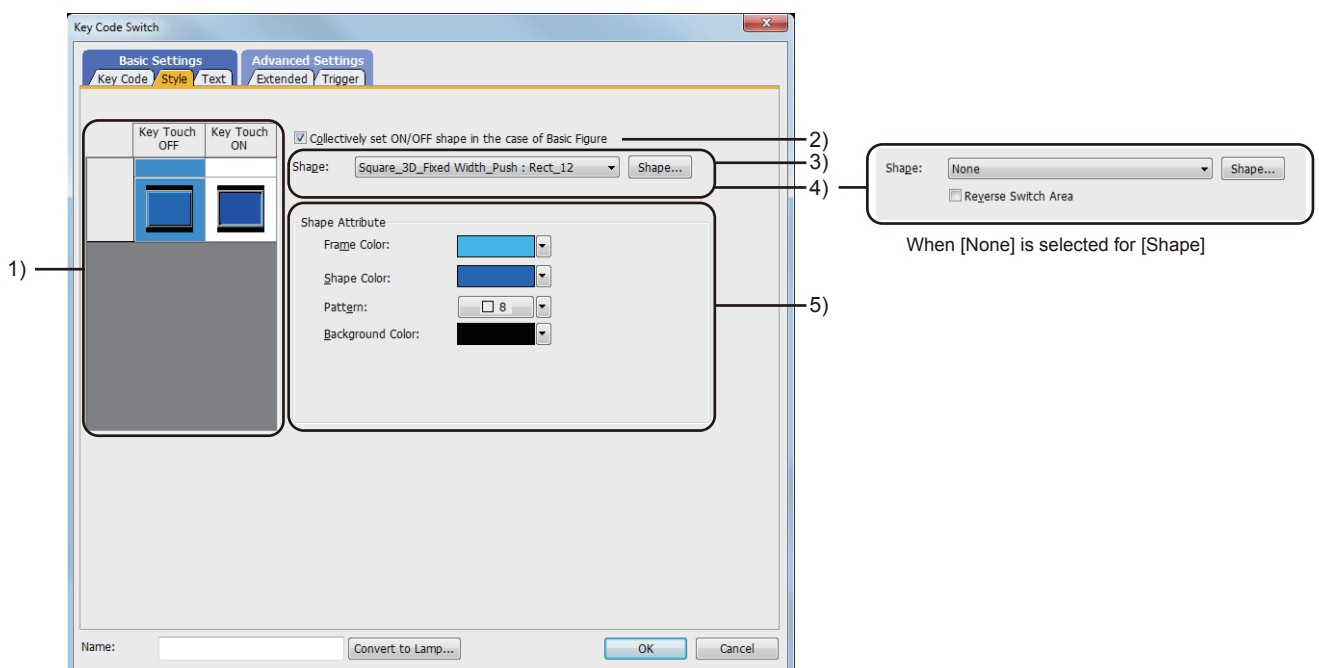 Key Code Switch
Basic Settings
Advanced Settings
Key Code
Style
Text
Extended
Trigger
1)
Key Touch OFF
Key Touch ON
Collectively set ON/OFF shape in the case of Basic Figure
2)
Shape:
Square_3D_Fixed Width_Push : Rect_12
Shape...
3)
4)
Shape Attribute
Frame Color:
Shape Color:
Pattern:
8
Background Color:
5)
Name:
Convert to Lamp...
OK
Cancel
Shape:
None
Shape...
Reverse Switch Area
When [None] is selected for [Shape]